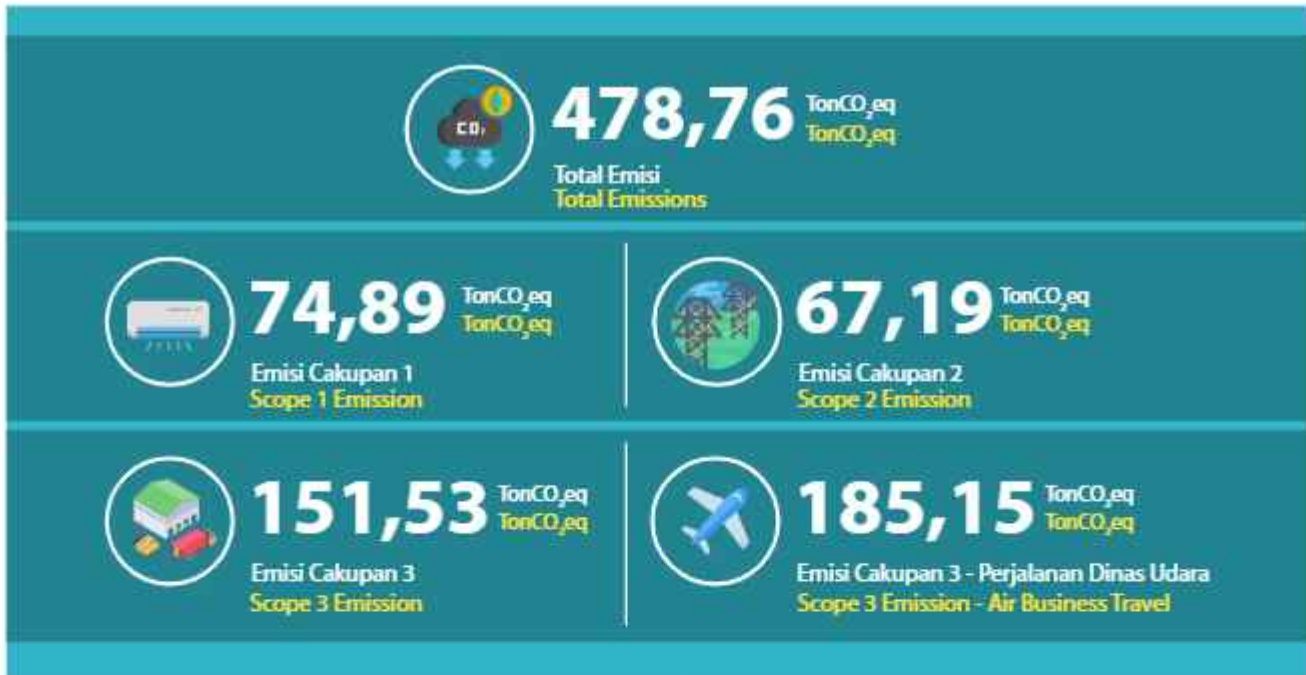 CO₂
478,76 TonCO₂eq
TonCO₂eq
Total Emisi
Total Emissions
74,89 TonCO₂eq
TonCO₂eq
Emisi Cakupan 1
Scope 1 Emission
67,19 TonCO₂eq
TonCO₂eq
Emisi Cakupan 2
Scope 2 Emission
151,53 TonCO₂eq
TonCO₂eq
Emisi Cakupan 3
Scope 3 Emission
185,15 TonCO₂eq
TonCO₂eq
Emisi Cakupan 3 - Perjalanan Dinas Udara
Scope 3 Emission - Air Business Travel